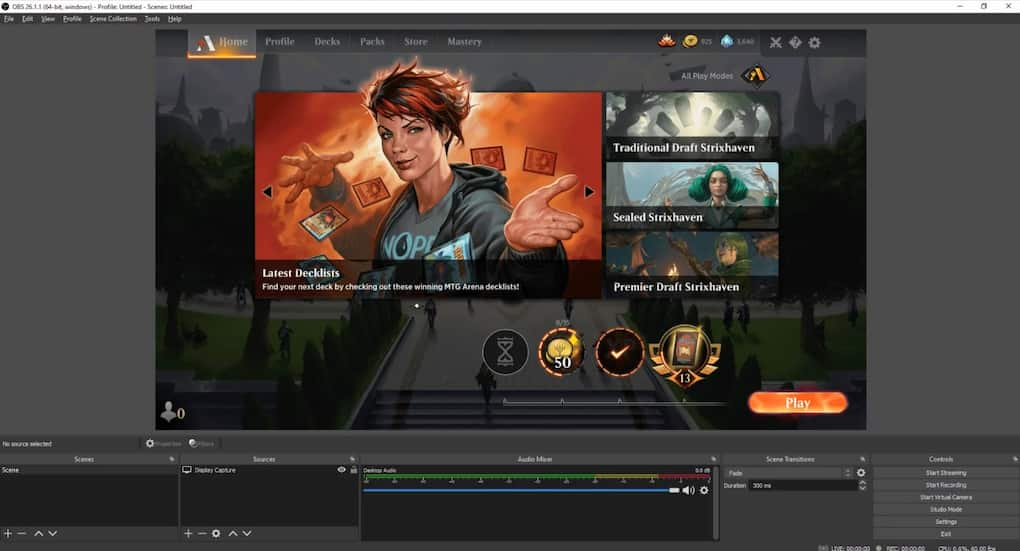 OBS 26.1.1 (64-bit, windows) - Profile: Untitled - Scenes: Untitled
File Edit View Profile Scene Collection Tools Help
Home Profile Decks Packs Store Mastery 925 3,640
All Play Modes
Traditional Draft Strixhaven
Sealed Strixhaven
NOPE
Latest Decklists
Find your next deck by checking out these winning MTG Arena decklists!
Premier Draft Strixhaven
50
13
0
Play
No source selected Properties Filters
Scenes Sources Audio Mixer Scene Transitions Controls
Scene Display Capture Desktop Audio 0.0 dB Fade Start Streaming
Duration 300 ms Start Recording
Start Virtual Camera
Studio Mode
Settings
Exit
LIVE: 00:00:00 REC: 00:00:00 CPU: 6.6%, 60.00 fps